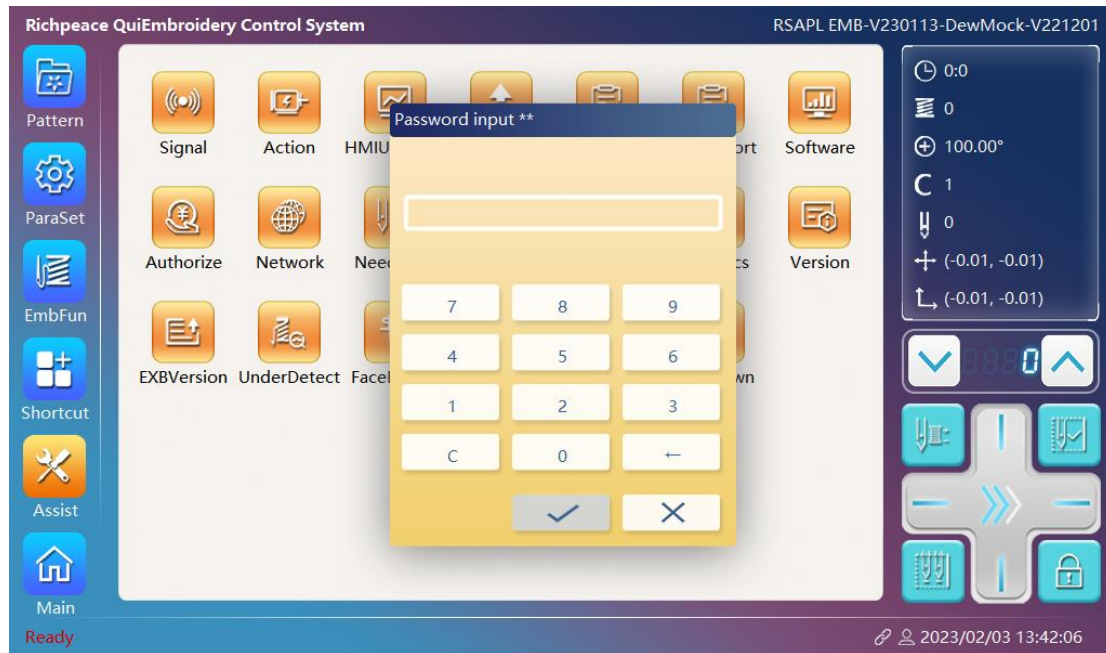 Richpeace QuiEmbroidery Control System
RSAPL EMB-V230113-DewMock-V221201
Pattern
ParaSet
EmbFun
Shortcut
Assist
Main
Signal
Action
Software
Authorize
Network
Version
EXBVersion
UnderDetect
Password input **
7 8 9
4 5 6
1 2 3
C 0 ←
0:0
0
100.00°
C 1
0
(-0.01, -0.01)
(-0.01, -0.01)
0
Ready
2023/02/03 13:42:06